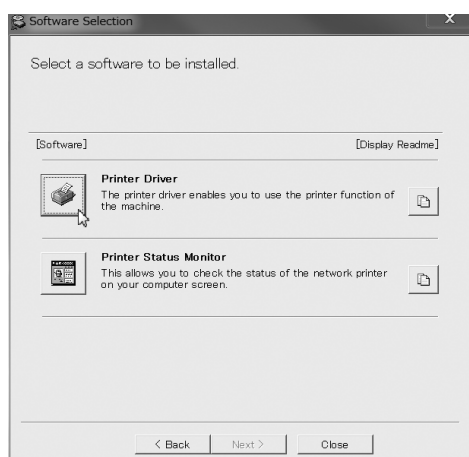 Software Selection
X
Select a software to be installed.
[Software] [Display Readme]
Printer Driver
The printer driver enables you to use the printer function of
the machine.
Printer Status Monitor
This allows you to check the status of the network printer
on your computer screen.
< Back Next > Close